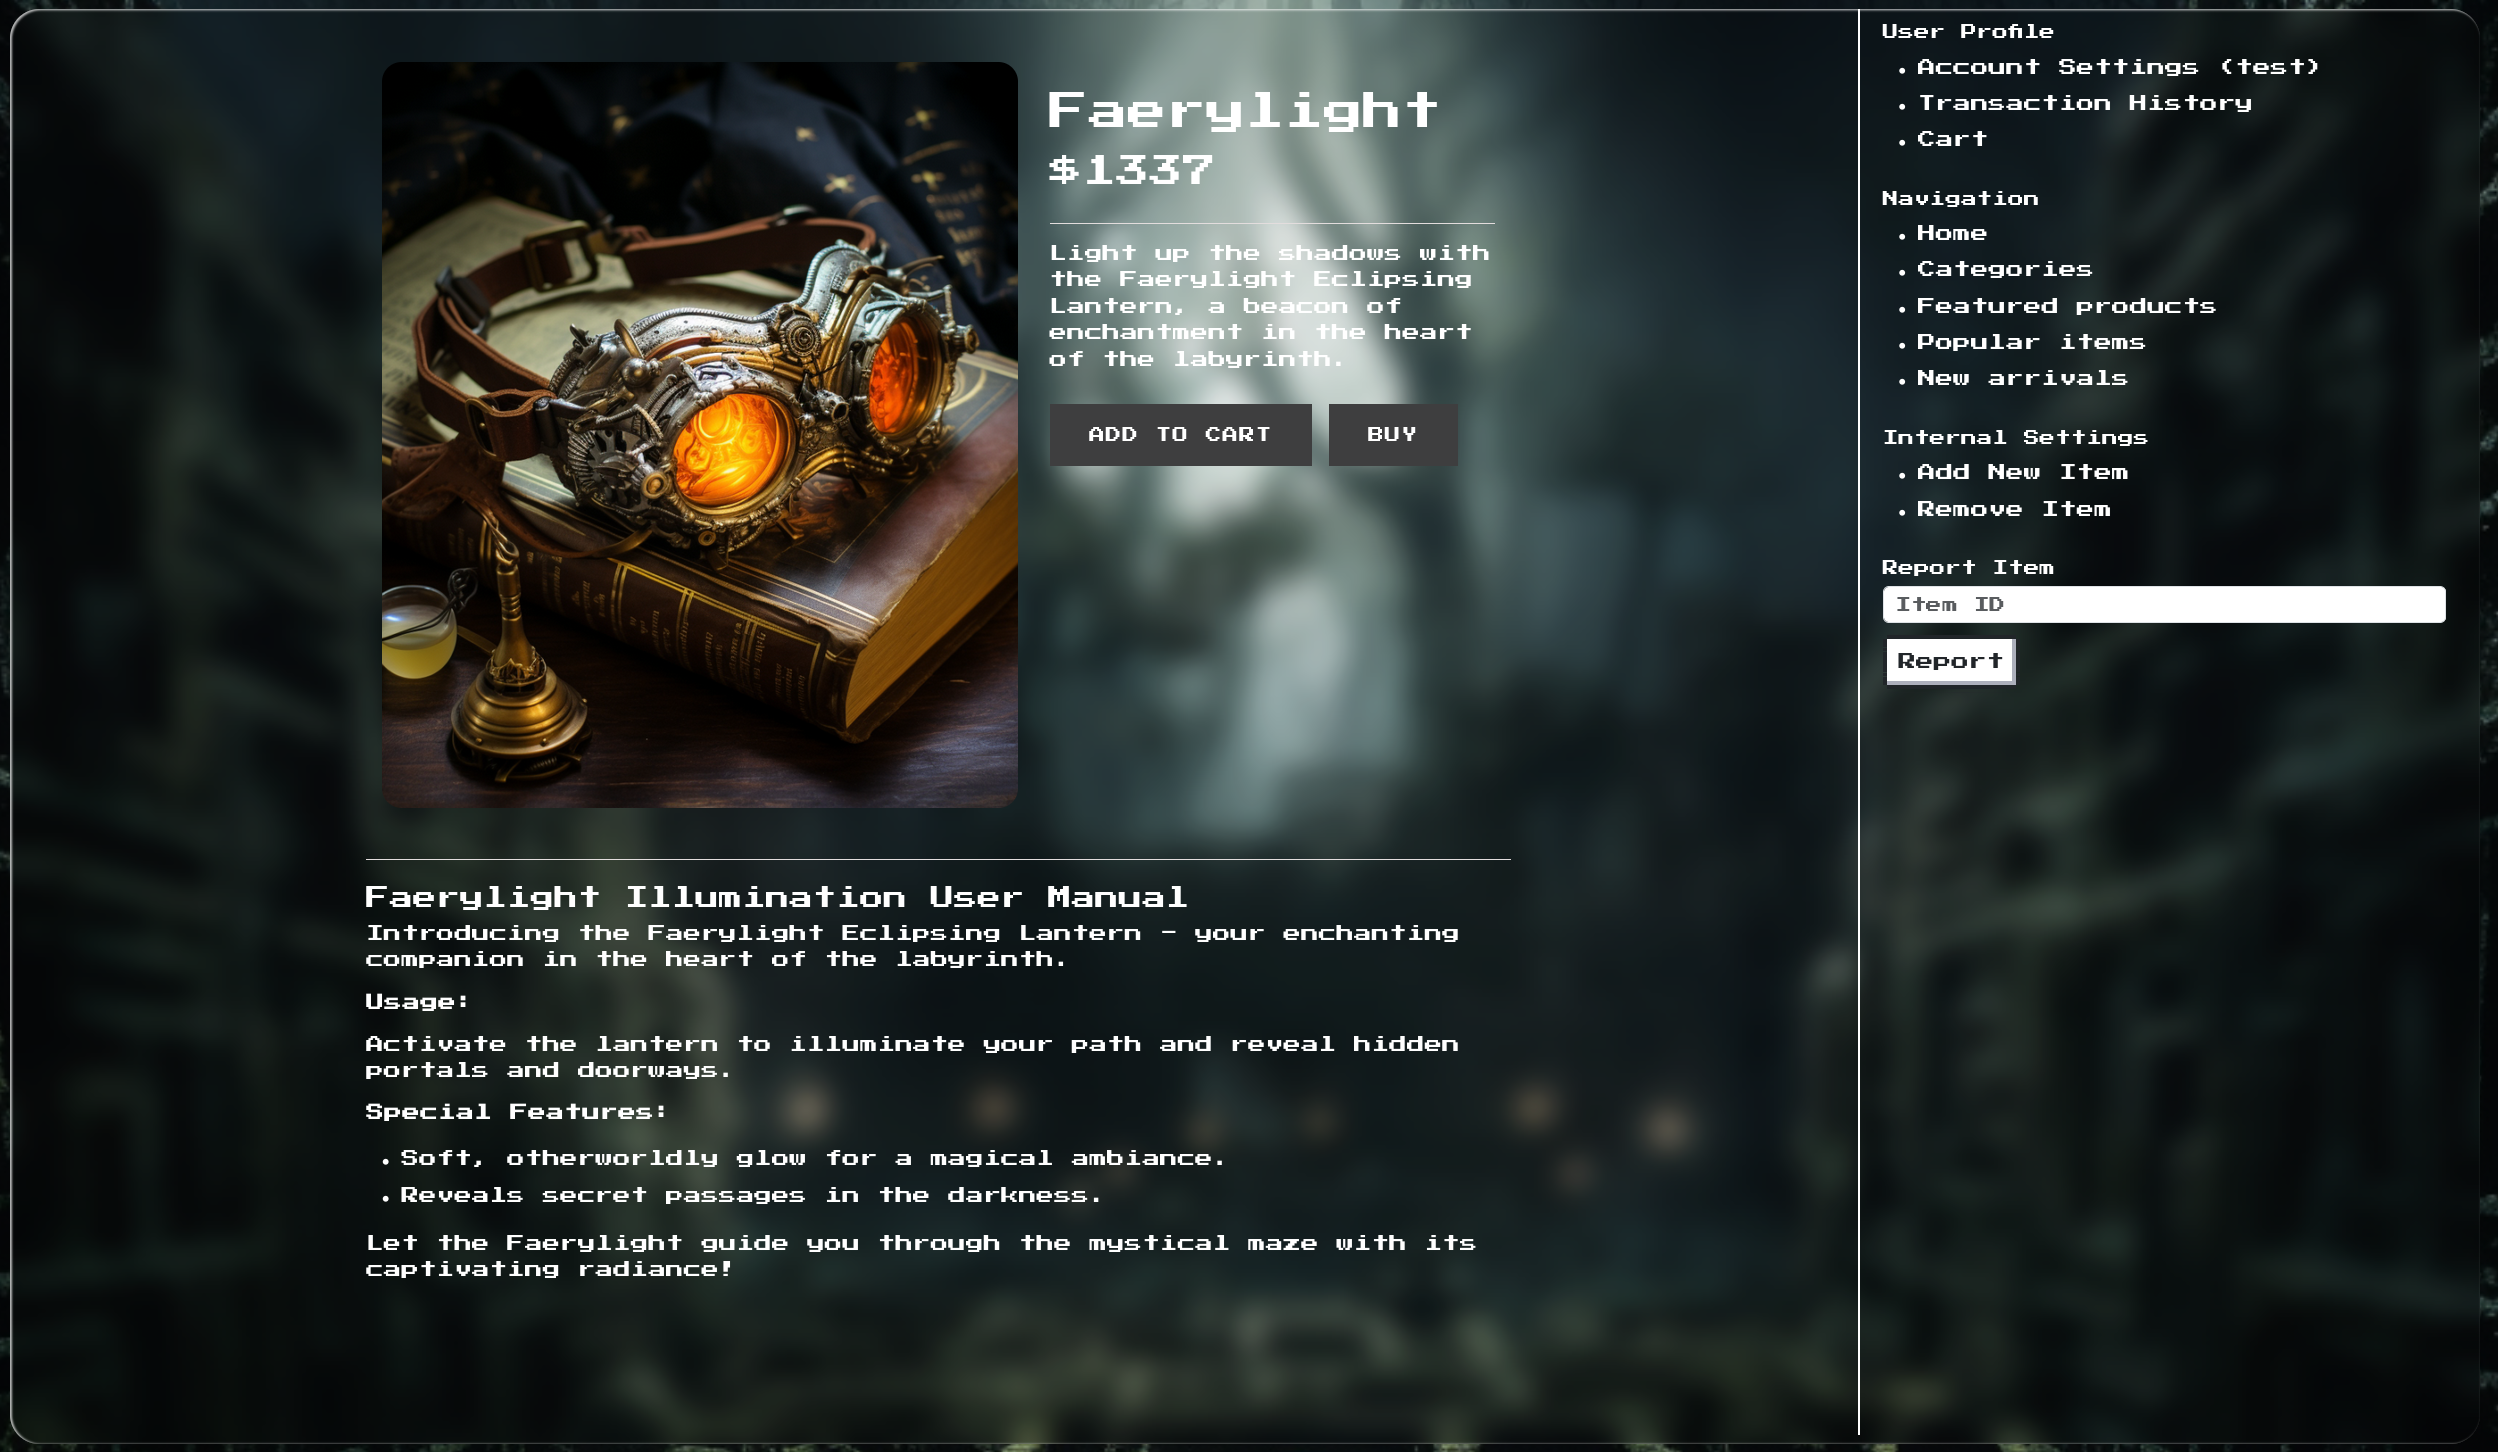 Faerylight
$1337
Light up the shadows with
the Faerylight Eclipsing
Lantern, a beacon of
enchantment in the heart
of the labyrinth.
ADD TO CART
BUY
Faerylight Illumination User Manual
Introducing the Faerylight Eclipsing Lantern - your enchanting
companion in the heart of the labyrinth.
Usage:
Activate the lantern to illuminate your path and reveal hidden
portals and doorways.
Special Features:
Soft, otherworldly glow for a magical ambiance.
Reveals secret passages in the darkness.
Let the Faerylight guide you through the mystical maze with its
captivating radiance!
User Profile
Account Settings (test)
Transaction History
Cart
Navigation
Home
Categories
Featured products
Popular items
New arrivals
Internal Settings
Add New Item
Remove Item
Report Item
Item ID
Report